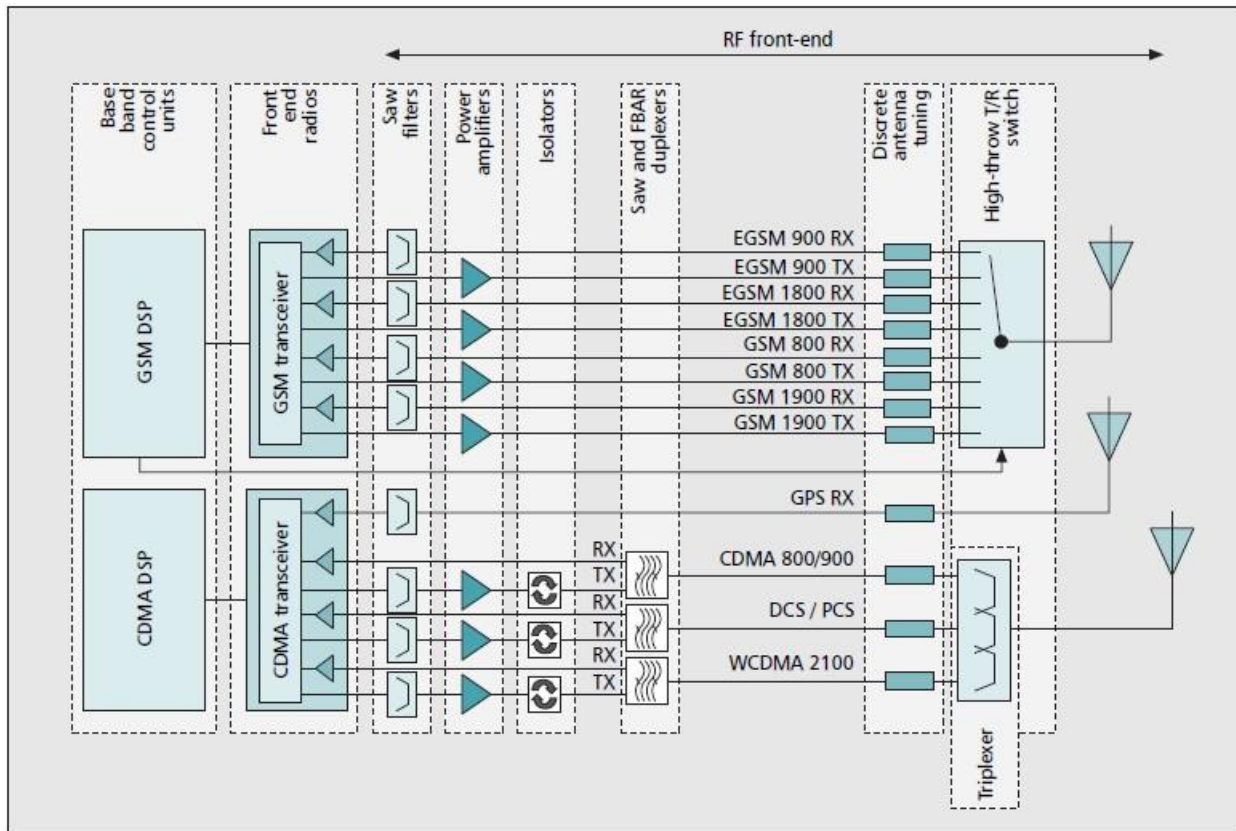 RF front-end
Base
band
control
units
Front
end
radios
Saw
filters
Power
amplifiers
Isolators
Saw and FBAR
duplexers
Discrete
antenna
tuning
High-throw T/R
switch
GSM DSP
GSM transceiver
EGSM 900 RX
EGSM 900 TX
EGSM 1800 RX
EGSM 1800 TX
GSM 800 RX
GSM 800 TX
GSM 1900 RX
GSM 1900 TX
CDMA DSP
CDMA transceiver
GPS RX
RX
TX
RX
TX
RX
TX
CDMA 800/900
DCS / PCS
WCDMA 2100
Triplexer